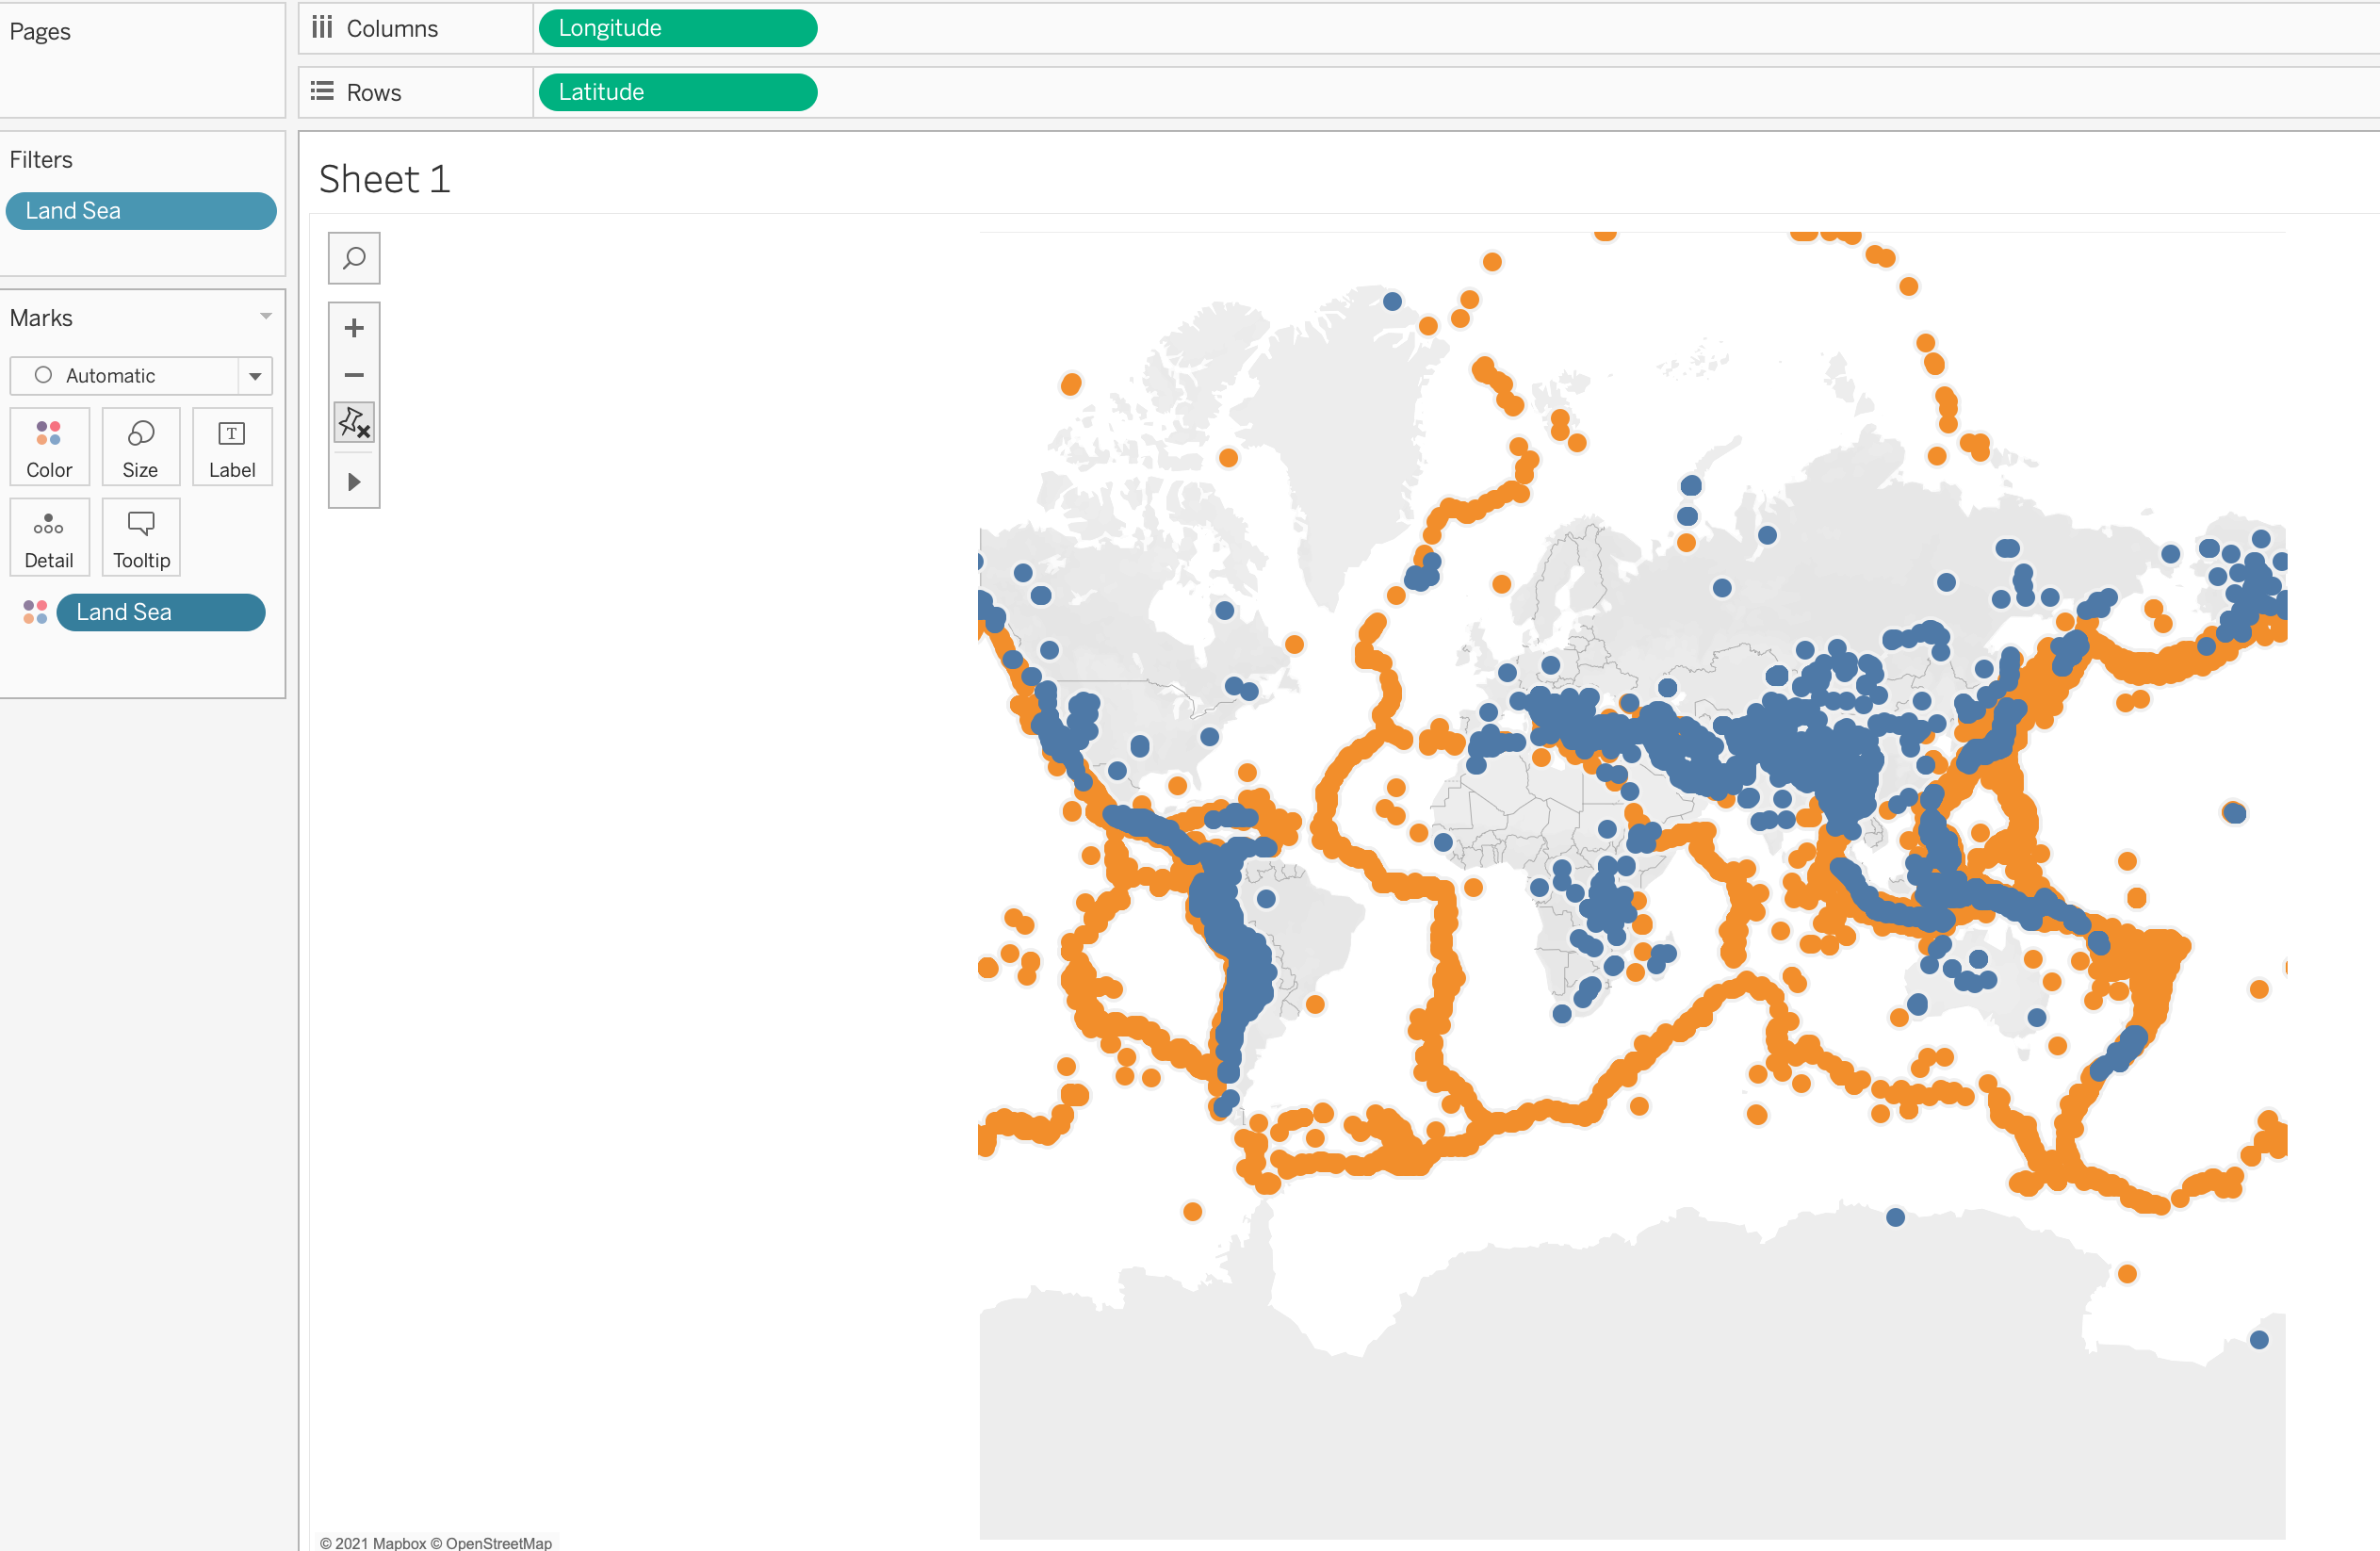 Pages
Columns
Longitude
Rows
Latitude
Filters
Land Sea
Sheet 1
Marks
Automatic
Color
Size
T
Label
Detail
Tooltip
Land Sea
© 2021 Mapbox © OpenStreetMap